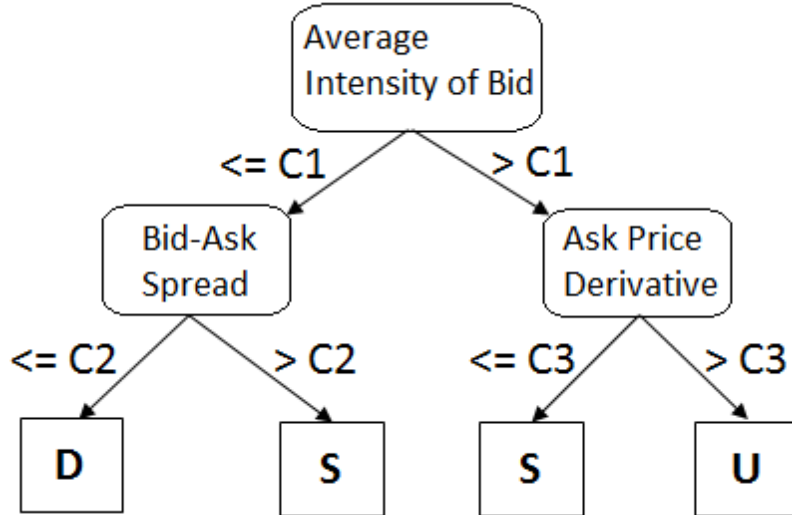 Average
Intensity of Bid
<= C1
> C1
Bid-Ask
Spread
Ask Price
Derivative
<= C2
> C2
<= C3
> C3
D
S
S
U